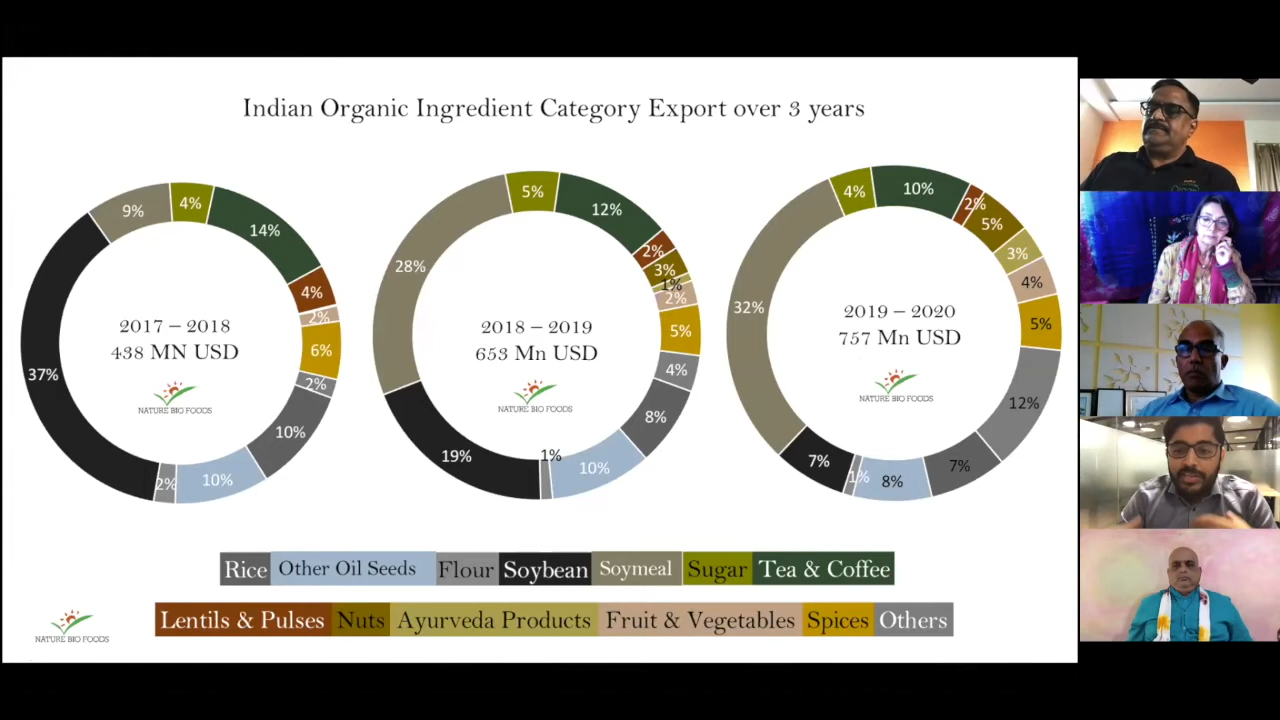 Indian Organic Ingredient Category Export over 3 years
9%
4%
14%
4%
2%
6%
2%
10%
10%
2%
37%
2017 – 2018
438 MN USD
NATURE BIO FOODS
28%
5%
12%
2%
3%
1%
2%
5%
4%
8%
10%
1%
19%
2018 – 2019
653 Mn USD
NATURE BIO FOODS
32%
4%
10%
2%
5%
3%
4%
5%
12%
7%
8%
1%
7%
2019 – 2020
757 Mn USD
NATURE BIO FOODS
Rice Other Oil Seeds Flour Soybean Soymeal Sugar Tea & Coffee
Lentils & Pulses Nuts Ayurveda Products Fruit & Vegetables Spices Others
NATURE BIO FOODS